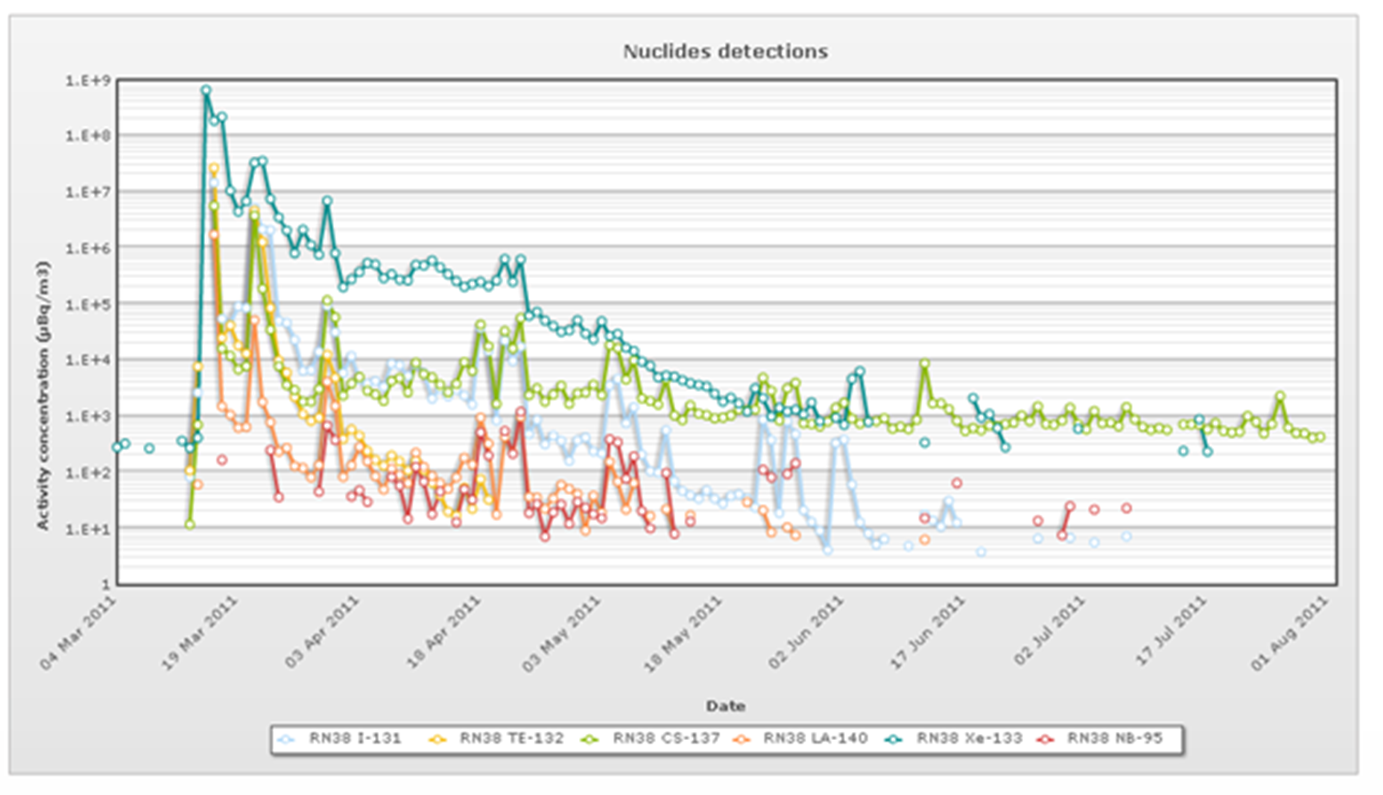 Nuclides detections
1.E+9
1.E+8
1.E+7
1.E+6
1.E+5
1.E+4
1.E+3
1.E+2
1.E+1
1
Activity concentration (µBq/m3)
04 Mar 2011
19 Mar 2011
03 Apr 2011
18 Apr 2011
03 May 2011
18 May 2011
02 Jun 2011
17 Jun 2011
02 Jul 2011
17 Jul 2011
01 Aug 2011
Date
RN38 I-131 RN38 TE-132 RN38 CS-137 RN38 LA-140 RN38 Xe-133 RN38 NB-95